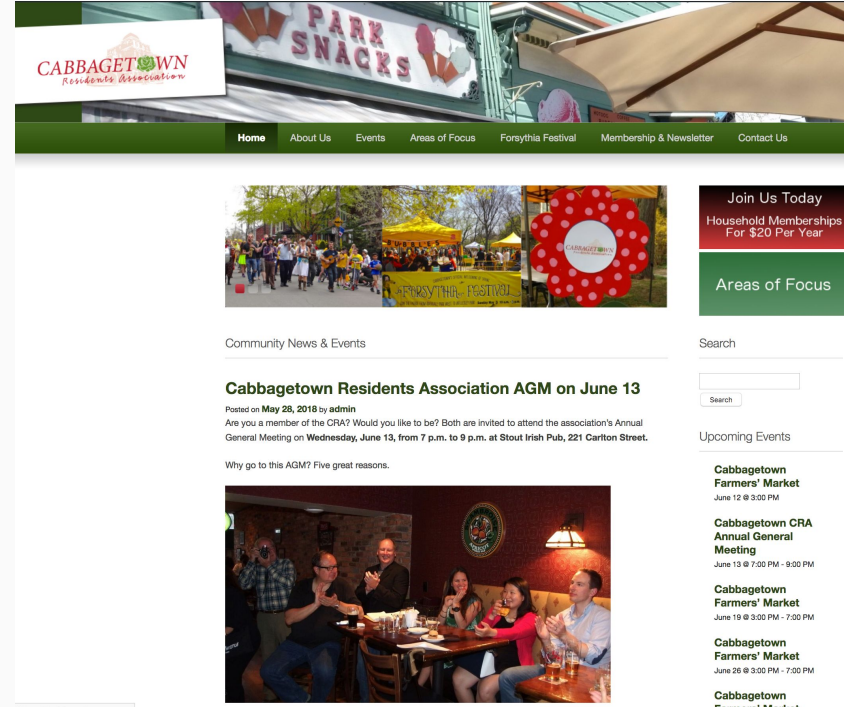 PARK
SNACKS
CABBAGETOWN
Residents Association
Home About Us Events Areas of Focus Forsythia Festival Membership & Newsletter Contact Us
CABBAGETOWN
FORSYTHIA FESTIVAL
Join Us Today
Household Memberships
For $20 Per Year
Areas of Focus
Community News & Events
Cabbagetown Residents Association AGM on June 13
Posted on May 28, 2018 by admin
Are you a member of the CRA? Would you like to be? Both are invited to attend the association's Annual
General Meeting on Wednesday, June 13, from 7 p.m. to 9 p.m. at Stout Irish Pub, 221 Carlton Street.
Why go to this AGM? Five great reasons.
Search
Search
Upcoming Events
Cabbagetown
Farmers' Market
June 12 @ 3:00 PM
Cabbagetown CRA
Annual General
Meeting
June 13 @ 7:00 PM - 9:00 PM
Cabbagetown
Farmers' Market
June 19 @ 3:00 PM - 7:00 PM
Cabbagetown
Farmers' Market
June 26 @ 3:00 PM - 7:00 PM
Cabbagetown